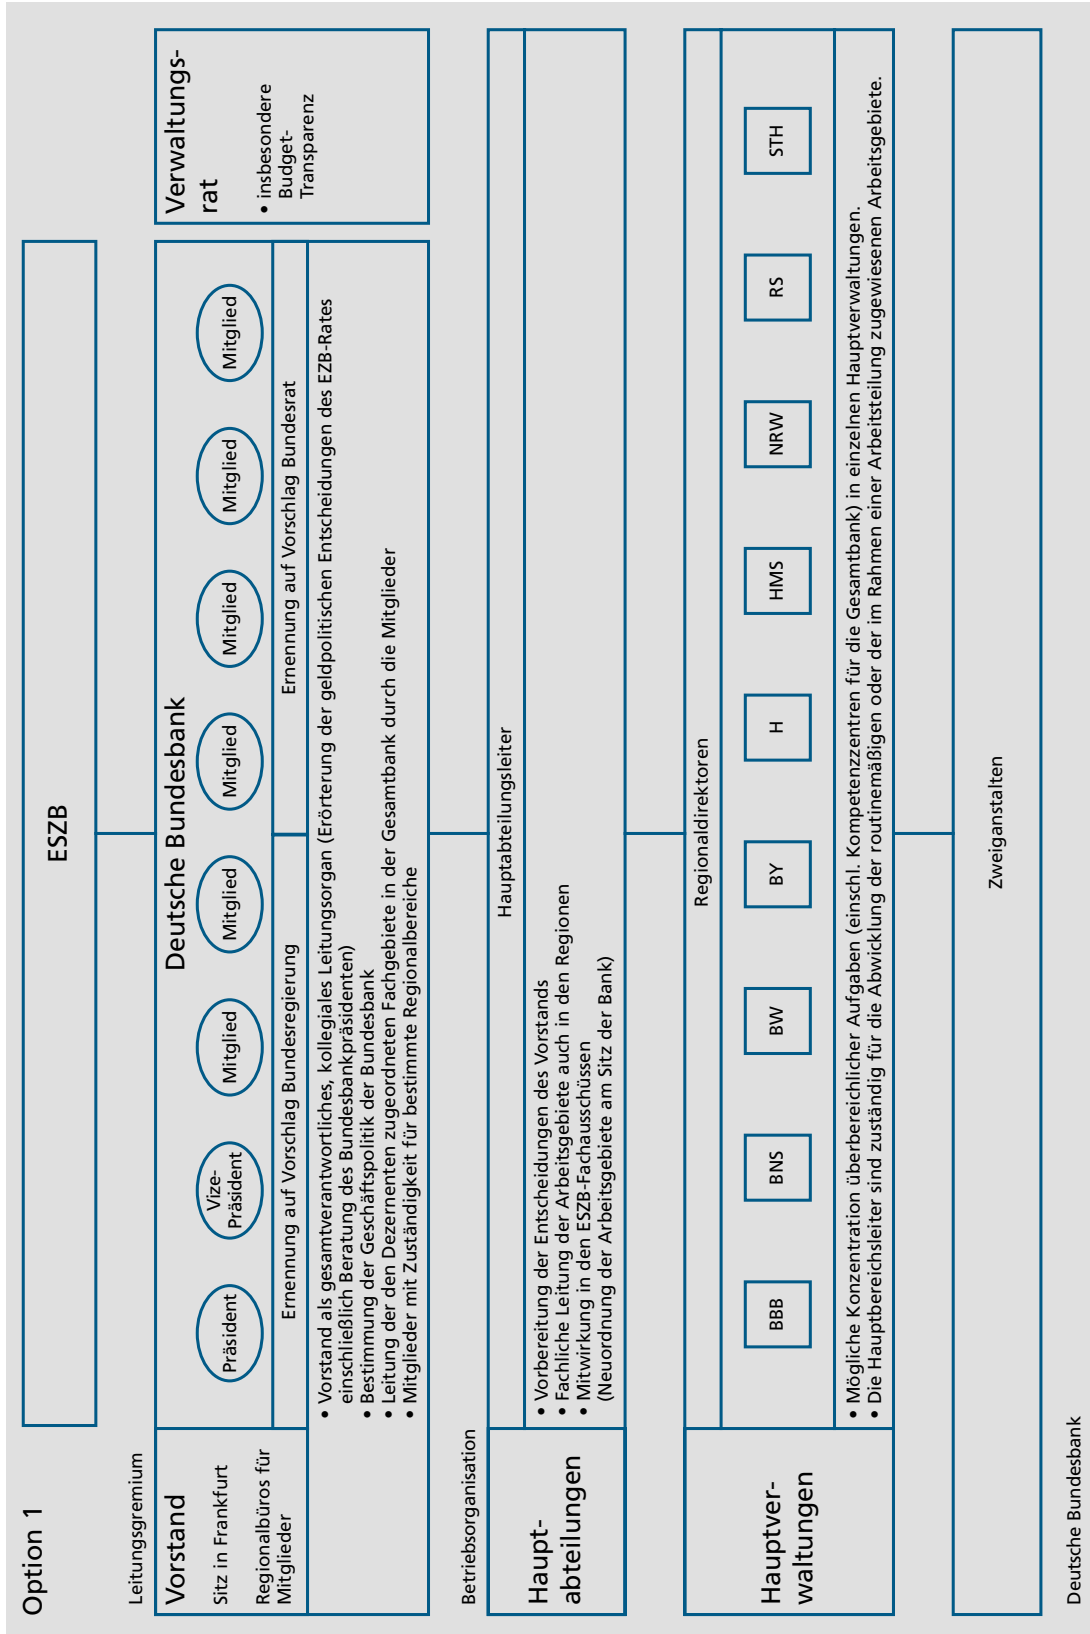 Option 1
ESZB
Leitungsgremium
Vorstand
Sitz in Frankfurt
Regionalbüros für
Mitglieder
Deutsche Bundesbank
Präsident
Vize-
Präsident
Mitglied
Mitglied
Mitglied
Mitglied
Mitglied
Mitglied
Ernennung auf Vorschlag Bundesregierung
Ernennung auf Vorschlag Bundesrat
• Vorstand als gesamtverantwortliches, kollegiales Leitungsorgan (Erörterung der geldpolitischen Entscheidungen des EZB-Rates
einschließlich Beratung des Bundesbankpräsidenten)
• Bestimmung der Geschäftspolitik der Bundesbank
• Leitung der den Dezernenten zugeordneten Fachgebiete in der Gesamtbank durch die Mitglieder
• Mitglieder mit Zuständigkeit für bestimmte Regionalbereiche
Verwaltungs-
rat
• insbesondere
Budget-
Transparenz
Betriebsorganisation
Haupt-
abteilungen
Hauptabteilungsleiter
• Vorbereitung der Entscheidungen des Vorstands
• Fachliche Leitung der Arbeitsgebiete auch in den Regionen
• Mitwirkung in den ESZB-Fachausschüssen
(Neuordnung der Arbeitsgebiete am Sitz der Bank)
Hauptver-
waltungen
Regionaldirektoren
BBB
BNS
BW
BY
H
HMS
NRW
RS
STH
• Mögliche Konzentration überbereichlicher Aufgaben (einschl. Kompetenzzentren für die Gesamtbank) in einzelnen Hauptverwaltungen.
• Die Hauptbereichsleiter sind zuständig für die Abwicklung der routinemäßigen oder der im Rahmen einer Arbeitsteilung zugewiesenen Arbeitsgebiete.
Zweiganstalten
Deutsche Bundesbank